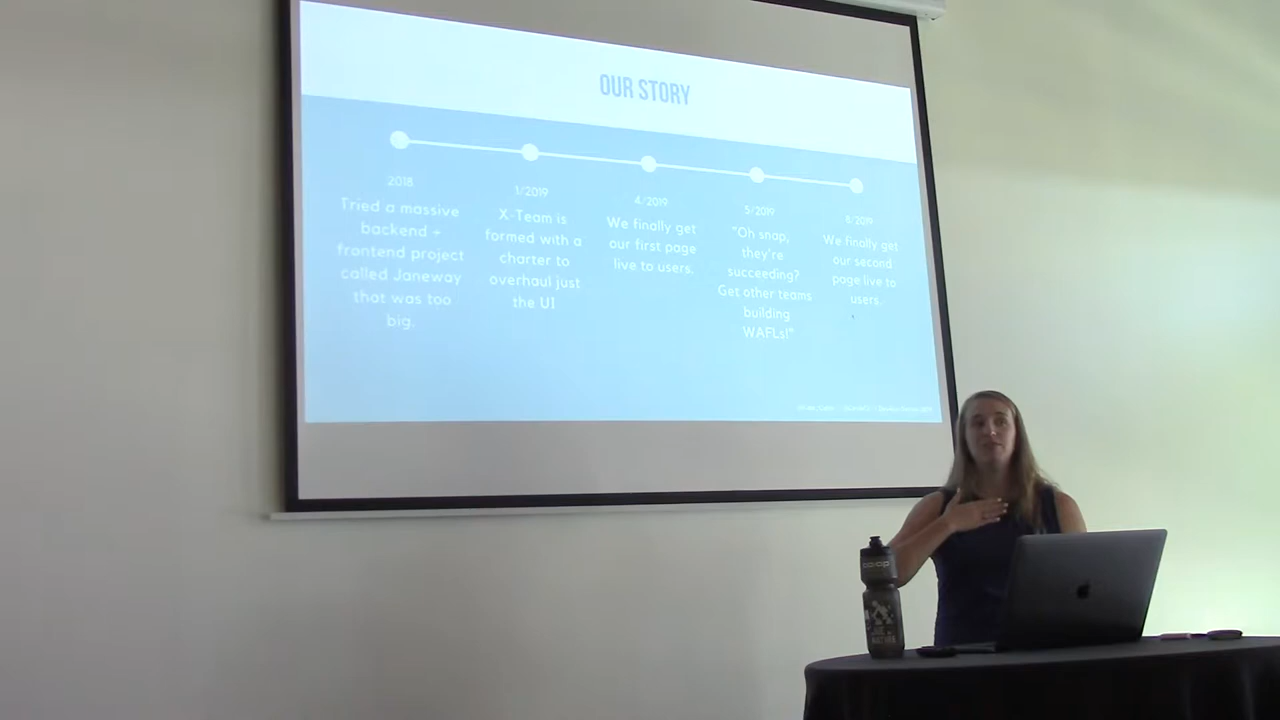 OUR STORY
2018
Tried a massive
backend +
frontend project
called Janeway
that was too
big.
1/2019
X-Team is
formed with a
charter to
overhaul just
the UI
4/2019
We finally get
our first page
live to users.
5/2019
"Oh snap,
they're
succeeding?
Get other teams
building
WAFLs!"
/2019
We finally get
our second
page live to
users.
co-op